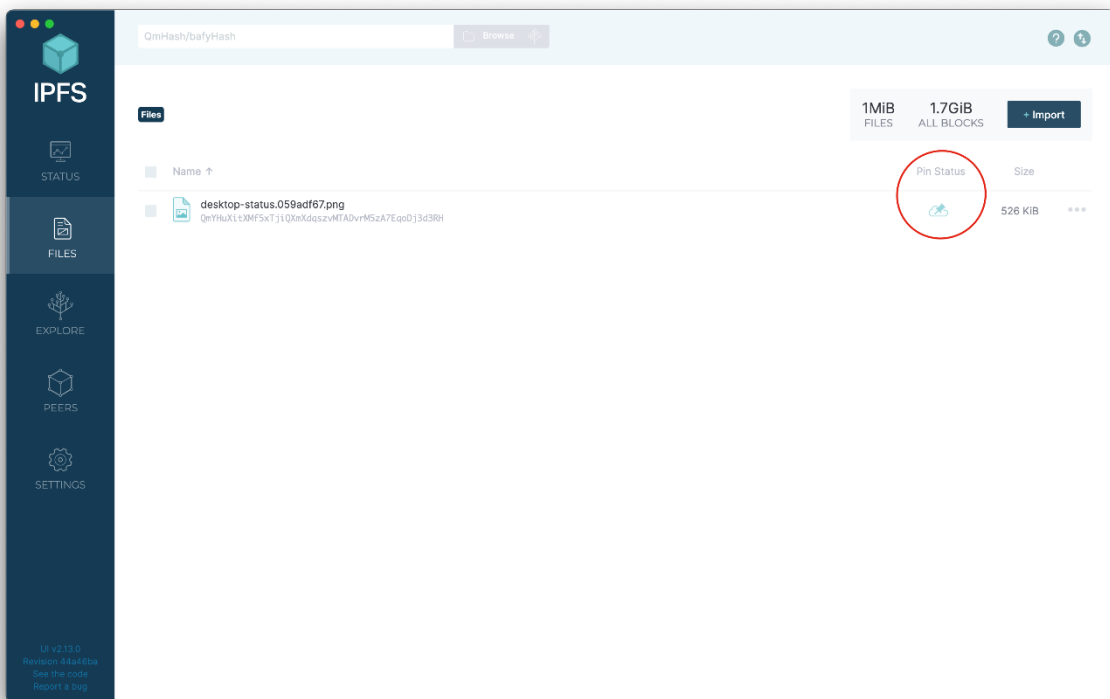 IPFS
STATUS
FILES
EXPLORE
PEERS
SETTINGS
UI v2.13.0
Revision 44a46ba
See the code
Report a bug
QmHash/bafyHash
Browse
?
Files
1MiB
FILES
1.7GiB
ALL BLOCKS
+ Import
Name ↑
Pin Status
Size
desktop-status.059adf67.png
QmYHuXitXMf5xTjiQXmXdqszvMTADvrM5zA7EqoDj3d3RH
526 KiB